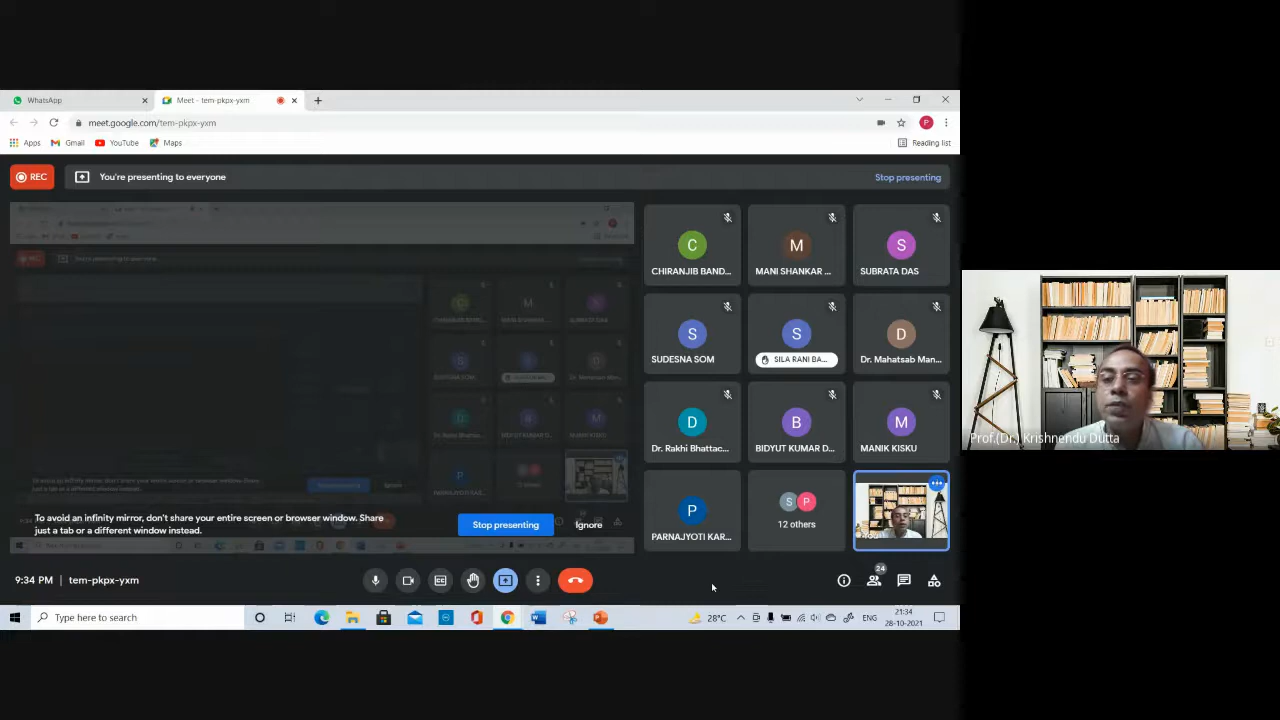 WhatsApp
Meet - tem-pkpx-yxm
meet.google.com/tem-pkpx-yxm
P
Apps
Gmail
YouTube
Maps
Reading list
REC
You're presenting to everyone
Stop presenting
C
CHIRANJIB BAND...
M
MANI SHANKAR ...
S
SUBRATA DAS
S
SUDESNA SOM
S
SILA RANI BA...
D
Dr. Mahatsab Man...
D
Dr. Rakhi Bhattac...
B
BIDYUT KUMAR D...
M
MANIK KISKU
P
PARNAJYOTI KAR...
S P
12 others
To avoid an infinity mirror, don't share your entire screen or browser window. Share
just a tab or a different window instead.
Stop presenting
Ignore
9:34 PM | tem-pkpx-yxm
24
Type here to search
28°C
ENG
21:34
28-10-2021
Prof.(Dr.) Krishnendu Dutta